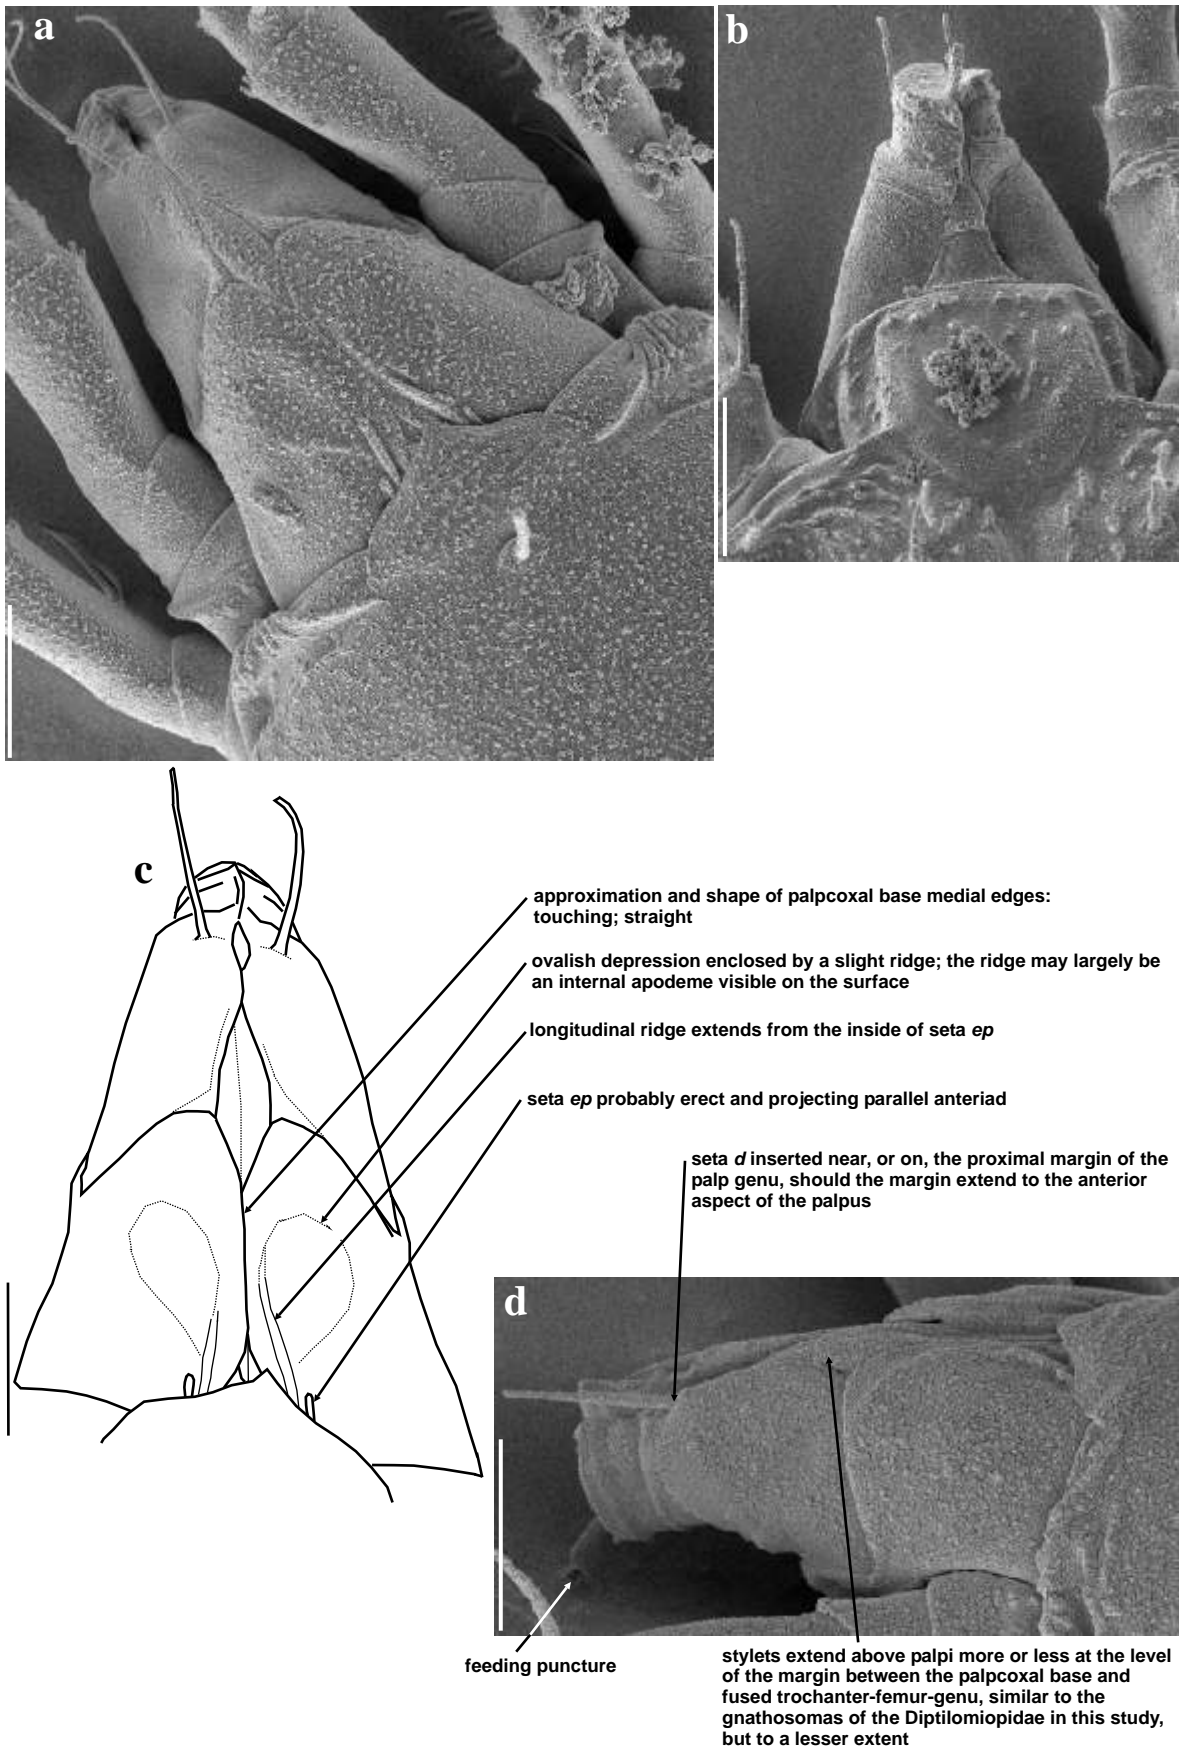 a
b
c
approximation and shape of palpcoxal base medial edges:
touching; straight
ovalish depression enclosed by a slight ridge; the ridge may largely be
an internal apodeme visible on the surface
longitudinal ridge extends from the inside of seta ep
seta ep probably erect and projecting parallel anteriad
seta d inserted near, or on, the proximal margin of the
palp genu, should the margin extend to the anterior
aspect of the palpus
d
feeding puncture
stylets extend above palpi more or less at the level
of the margin between the palpcoxal base and
fused trochanter-femur-genu, similar to the
gnathosomas of the Diptilomiopidae in this study,
but to a lesser extent